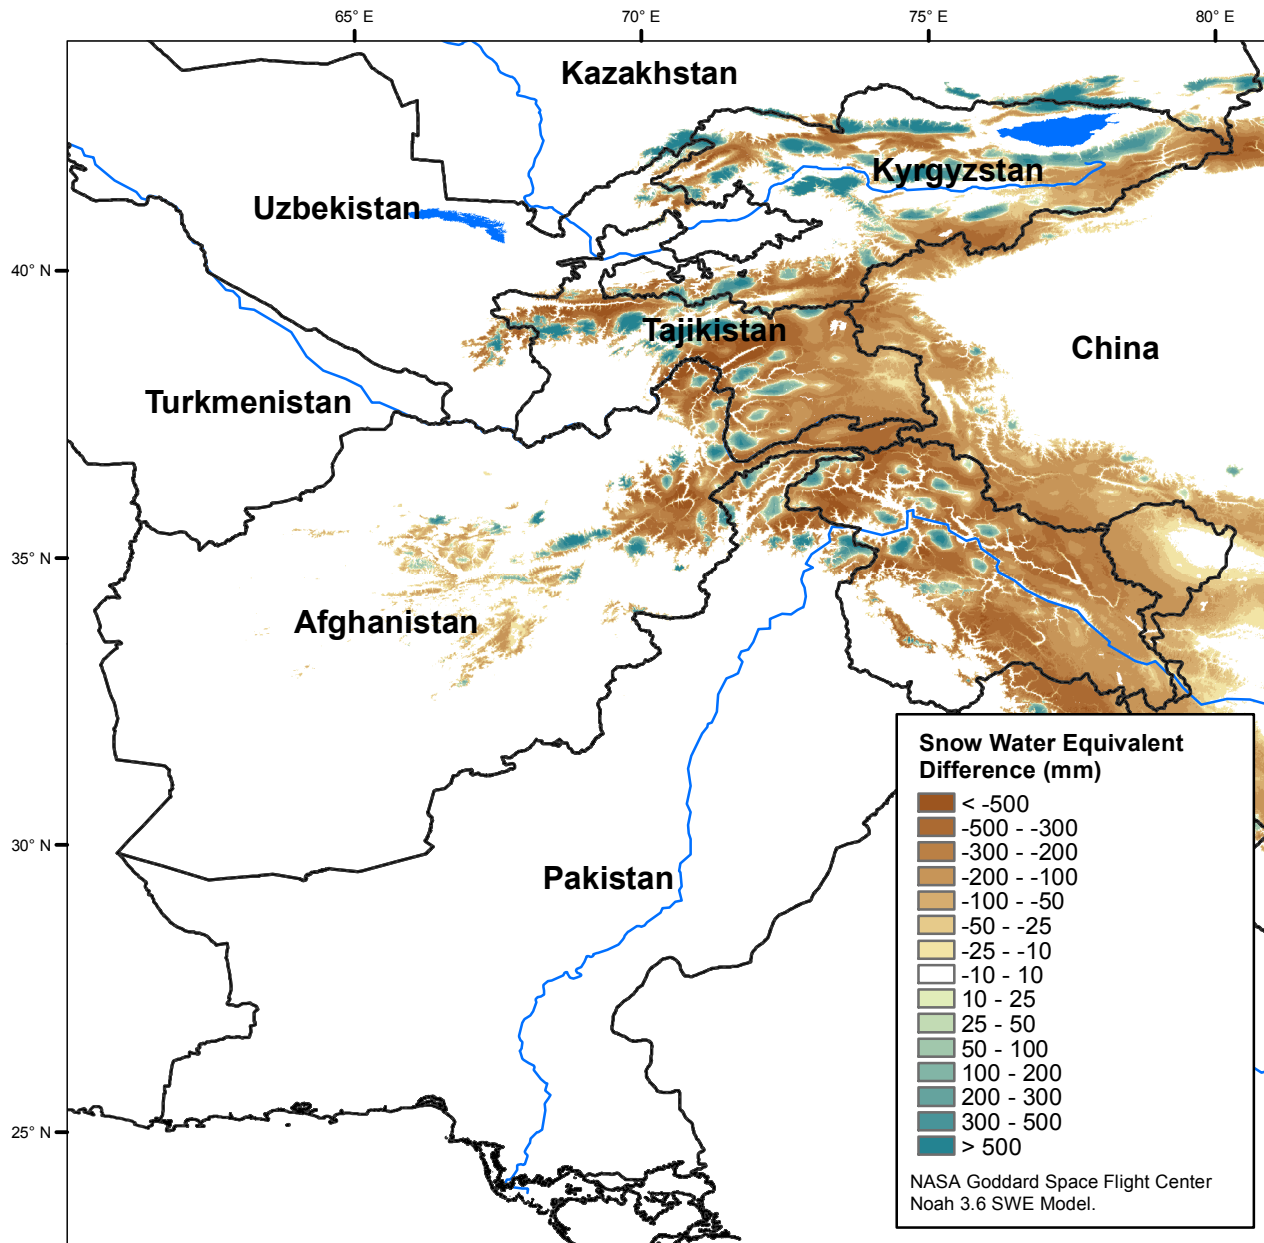 65° E
70° E
75° E
80° E
Kazakhstan
Kyrgyzstan
Uzbekistan
40° N
Tajikistan
China
Turkmenistan
35° N
Afghanistan
30° N
Pakistan
25° N
Snow Water Equivalent
Difference (mm)
< -500
-500 - -300
-300 - -200
-200 - -100
-100 - -50
-50 - -25
-25 - -10
-10 - 10
10 - 25
25 - 50
50 - 100
100 - 200
200 - 300
300 - 500
> 500
NASA Goddard Space Flight Center
Noah 3.6 SWE Model.